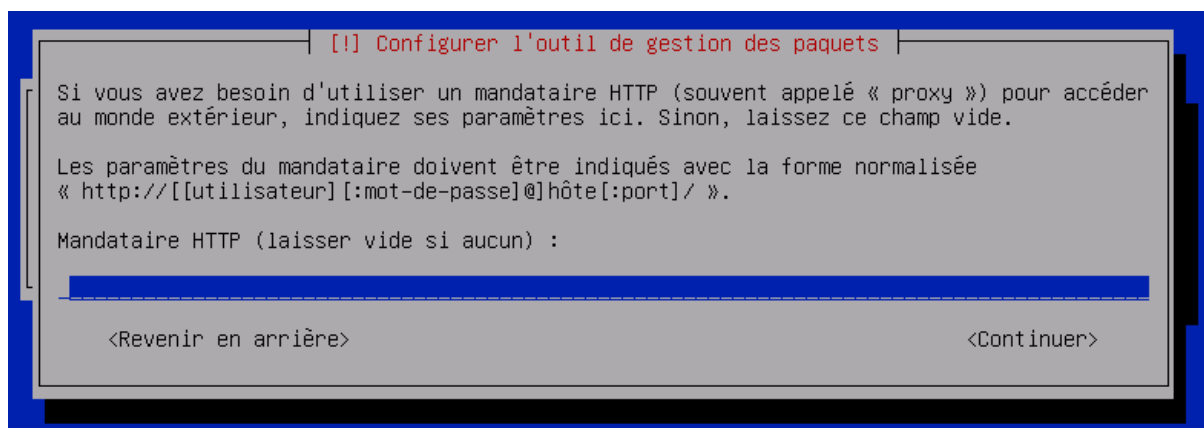 [!] Configurer l'outil de gestion des paquets
Si vous avez besoin d'utiliser un mandataire HTTP (souvent appelé « proxy ») pour accéder
au monde extérieur, indiquez ses paramètres ici. Sinon, laissez ce champ vide.
Les paramètres du mandataire doivent être indiqués avec la forme normalisée
« http://[[utilisateur][:mot-de-passe]@]hôte[:port]/ ».
Mandataire HTTP (laisser vide si aucun) :
<Revenir en arrière> <Continuer>